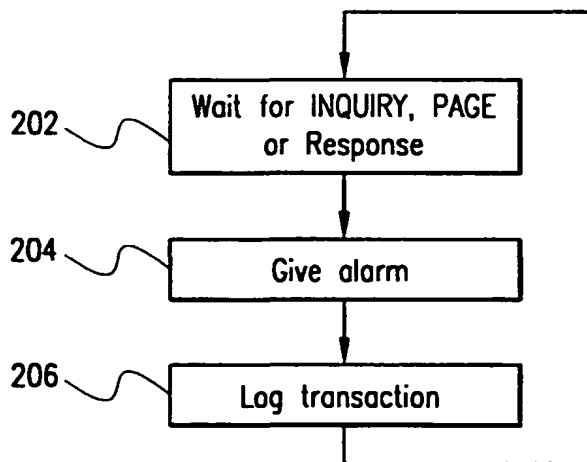 202
Wait for INQUIRY, PAGE
or Response
204
Give alarm
206
Log transaction